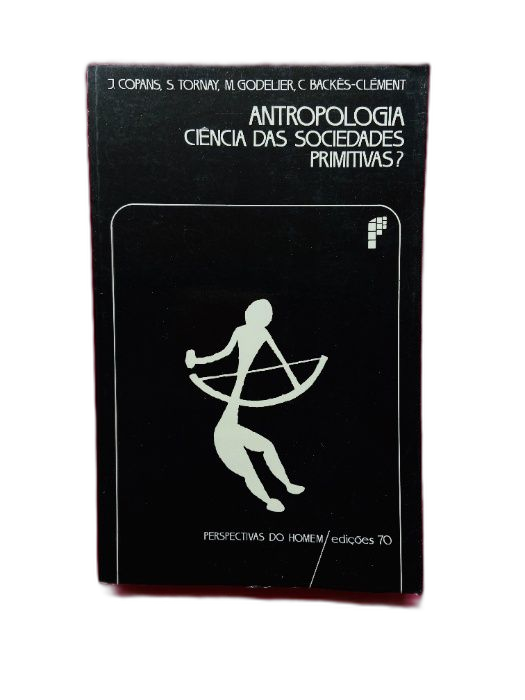 J. COPANS, S. TORNAY, M. GODELIER, C. BACKÈS-CLÉMENT
ANTROPOLOGIA
CIÊNCIA DAS SOCIEDADES
PRIMITIVAS?
PERSPECTIVAS DO HOMEM/edições 70